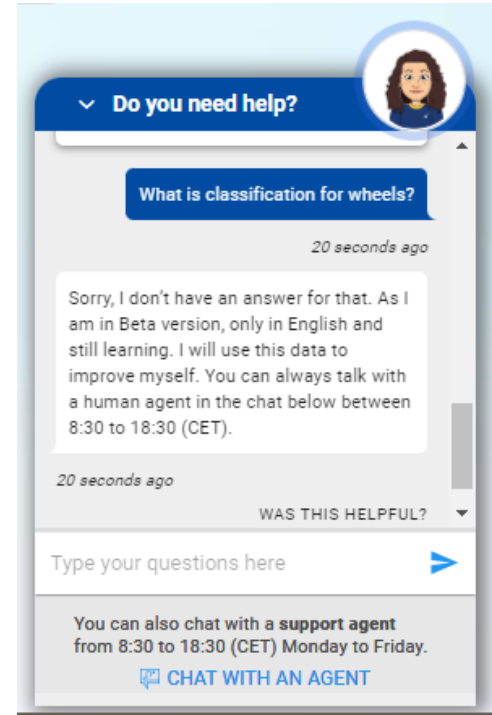 Do you need help?
What is classification for wheels?
20 seconds ago
Sorry, I don't have an answer for that. As I
am in Beta version, only in English and
still learning. I will use this data to
improve myself. You can always talk with
a human agent in the chat below between
8:30 to 18:30 (CET).
20 seconds ago
WAS THIS HELPFUL?
Type your questions here
You can also chat with a support agent
from 8:30 to 18:30 (CET) Monday to Friday.
CHAT WITH AN AGENT